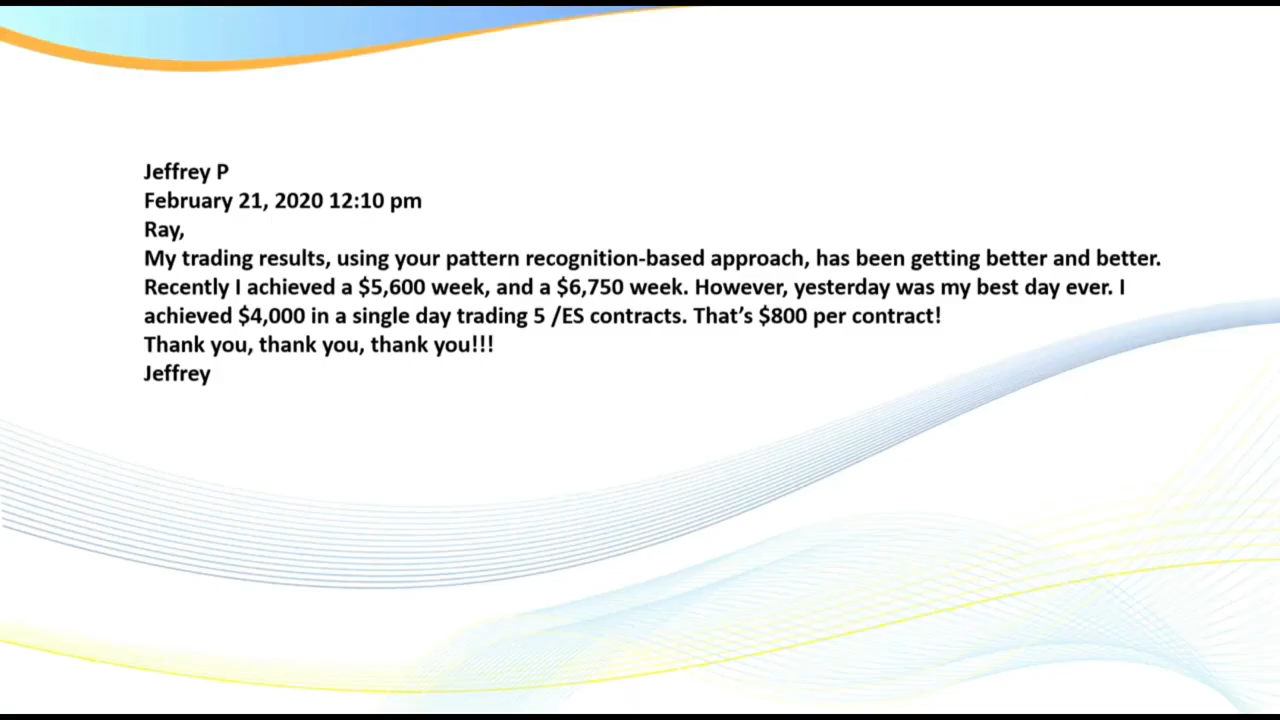 Jeffrey P
February 21, 2020 12:10 pm
Ray,
My trading results, using your pattern recognition-based approach, has been getting better and better.
Recently I achieved a $5,600 week, and a $6,750 week. However, yesterday was my best day ever. I
achieved $4,000 in a single day trading 5 /ES contracts. That’s $800 per contract!
Thank you, thank you, thank you!!!
Jeffrey